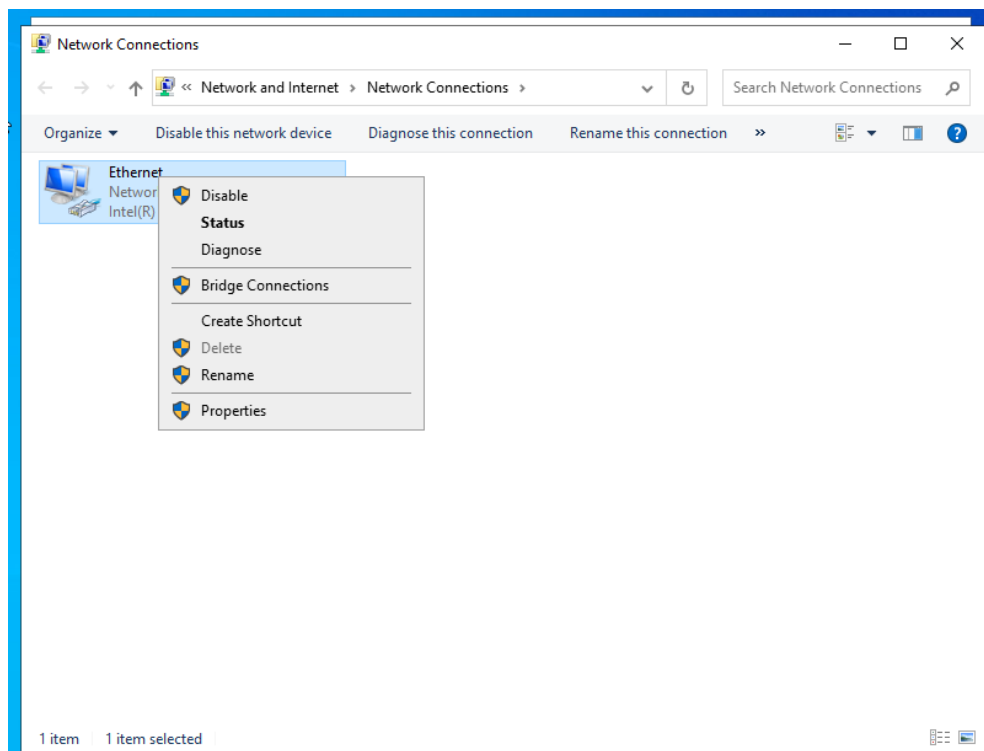 Network Connections
« Network and Internet > Network Connections >
Search Network Connections
Organize Disable this network device Diagnose this connection Rename this connection »
Ethernet
Intel(R)
Disable
Status
Diagnose
Bridge Connections
Create Shortcut
Delete
Rename
Properties
1 item 1 item selected